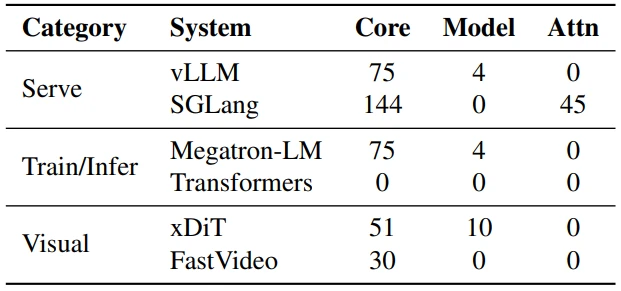 Category System Core Model Attn
Serve
vLLM 75 4 0
SGLang 144 0 45
Train/Infer
Megatron-LM 75 4 0
Transformers 0 0 0
Visual
xDiT 51 10 0
FastVideo 30 0 0